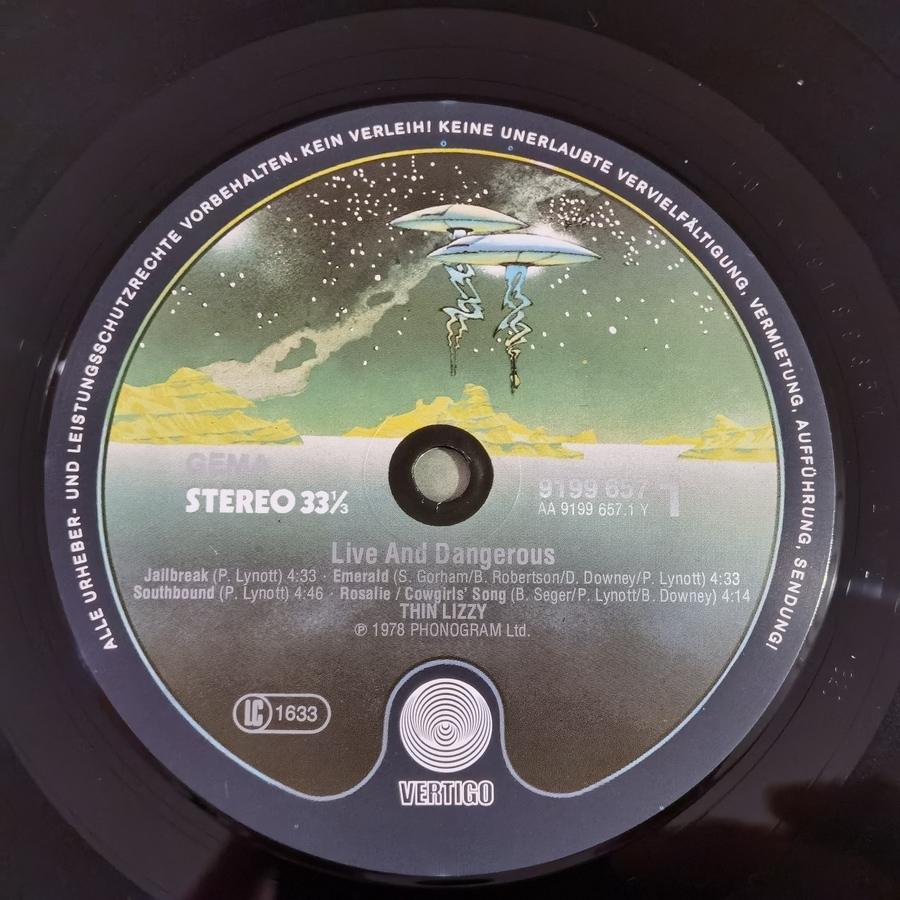 ALLE URHEBER- UND LEISTUNGSSCHUTZRECHTE VORBEHALTEN. KEIN VERLEIH! KEINE UNERLAUBTE VERVIELFÄLTIGUNG, VERMIETUNG, AUFFÜHRUNG, SENDUNG!
GEMA
STEREO 33⅓
9199 657 1
AA 9199 657.1 Y
Live And Dangerous
Jailbreak (P. Lynott) 4:33 · Emerald (S. Gorham/B. Robertson/D. Downey/P. Lynott) 4:33
Southbound (P. Lynott) 4:46 · Rosalie / Cowgirls' Song (B. Seger/P. Lynott/B. Downey) 4:14
THIN LIZZY
℗ 1978 PHONOGRAM Ltd.
LC 1633
VERTIGO